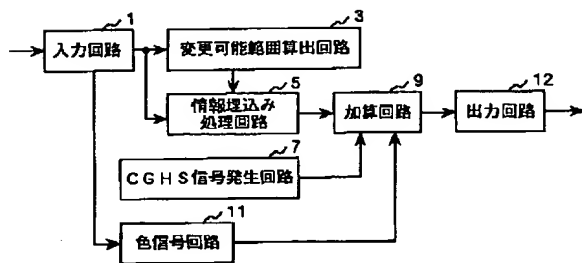 1
入力回路
3
変更可能範囲算出回路
5
情報埋込み
処理回路
9
加算回路
12
出力回路
7
CGHS信号発生回路
11
色信号回路